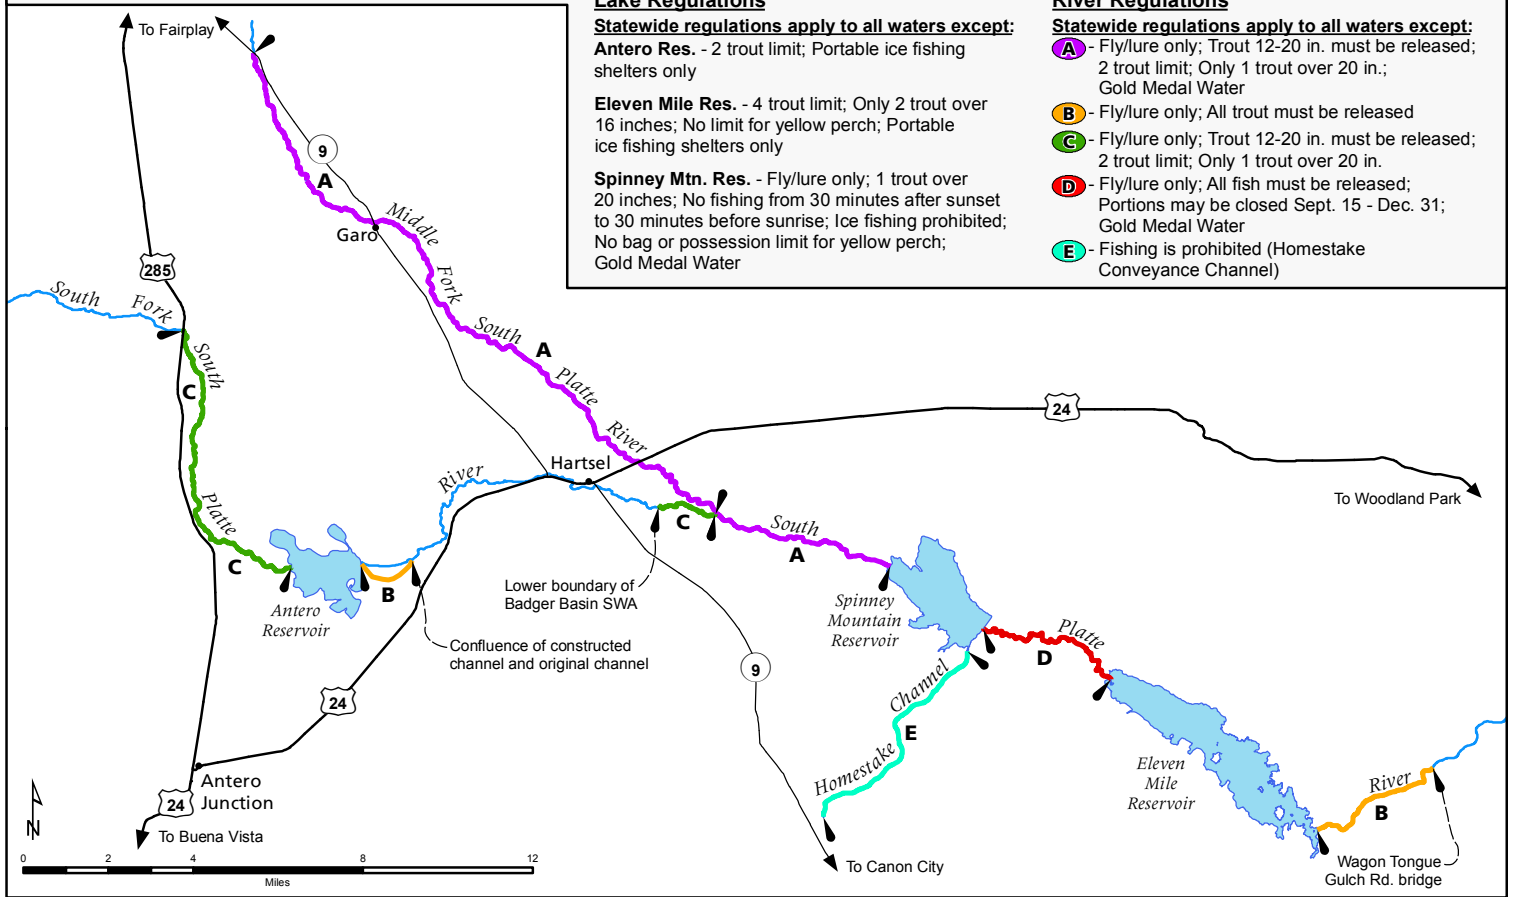 Lake Regulations
Statewide regulations apply to all waters except:
Antero Res. - 2 trout limit; Portable ice fishing
shelters only
Eleven Mile Res. - 4 trout limit; Only 2 trout over
16 inches; No limit for yellow perch; Portable
ice fishing shelters only
Spinney Mtn. Res. - Fly/lure only; 1 trout over
20 inches; No fishing from 30 minutes after sunset
to 30 minutes before sunrise; Ice fishing prohibited;
No bag or possession limit for yellow perch;
Gold Medal Water
River Regulations
Statewide regulations apply to all waters except:
A - Fly/lure only; Trout 12-20 in. must be released;
2 trout limit; Only 1 trout over 20 in.;
Gold Medal Water
B - Fly/lure only; All trout must be released
C - Fly/lure only; Trout 12-20 in. must be released;
2 trout limit; Only 1 trout over 20 in.
D - Fly/lure only; All fish must be released;
Portions may be closed Sept. 15 - Dec. 31;
Gold Medal Water
E - Fishing is prohibited (Homestake
Conveyance Channel)
To Fairplay
9
A
Garo
Middle
Fork
South
A
Platte
River
285
South
Fork
South
C
Platte
C
Antero
Reservoir
B
River
Hartsel
24
To Woodland Park
C
South
A
Lower boundary of
Badger Basin SWA
Confluence of constructed
channel and original channel
Spinney
Mountain
Reservoir
Platte
D
Channel
E
Homestake
9
24
Eleven
Mile
Reservoir
River
B
Antero
Junction
24
To Buena Vista
To Canon City
Wagon Tongue
Gulch Rd. bridge
N
0 2 4 8 12
Miles